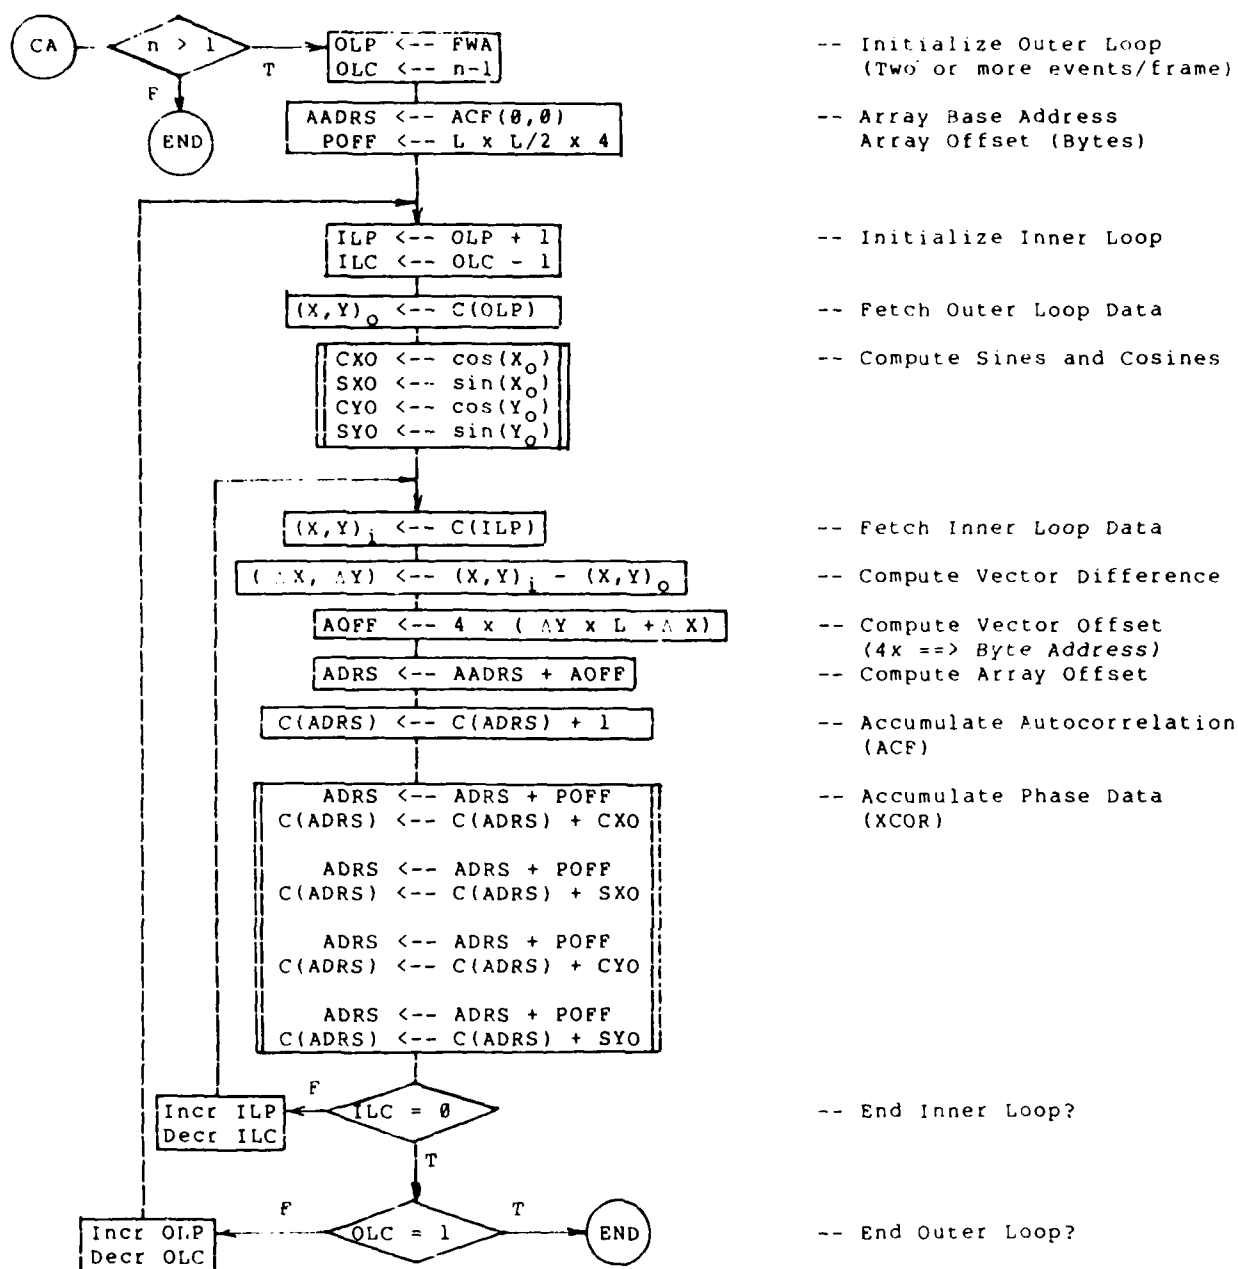 CA
n > 1
T
F
END
OLP <-- FWA
OLC <-- n-1
-- Initialize Outer Loop
(Two or more events/frame)
AADRS <-- ACF(0,0)
POFF <-- L x L/2 x 4
-- Array Base Address
Array Offset (Bytes)
ILP <-- OLP + 1
ILC <-- OLC - 1
-- Initialize Inner Loop
(X,Y)o <-- C(OLP)
-- Fetch Outer Loop Data
CXO <-- cos(Xo)
SXO <-- sin(Xo)
CYO <-- cos(Yo)
SYO <-- sin(Yo)
-- Compute Sines and Cosines
(X,Y)i <-- C(ILP)
-- Fetch Inner Loop Data
(ΔX, ΔY) <-- (X,Y)i - (X,Y)o
-- Compute Vector Difference
AOFF <-- 4 x ( ΔY x L + Δ X)
-- Compute Vector Offset
(4x ==> Byte Address)
ADRS <-- AADRS + AOFF
-- Compute Array Offset
C(ADRS) <-- C(ADRS) + 1
-- Accumulate Autocorrelation
(ACF)
ADRS <-- ADRS + POFF
C(ADRS) <-- C(ADRS) + CXO
-- Accumulate Phase Data
(XCOR)
ADRS <-- ADRS + POFF
C(ADRS) <-- C(ADRS) + SXO
ADRS <-- ADRS + POFF
C(ADRS) <-- C(ADRS) + CYO
ADRS <-- ADRS + POFF
C(ADRS) <-- C(ADRS) + SYO
Incr ILP
Decr ILC
F
ILC = 0
-- End Inner Loop?
T
Incr OLP
Decr OLC
F
OLC = 1
T
END
-- End Outer Loop?